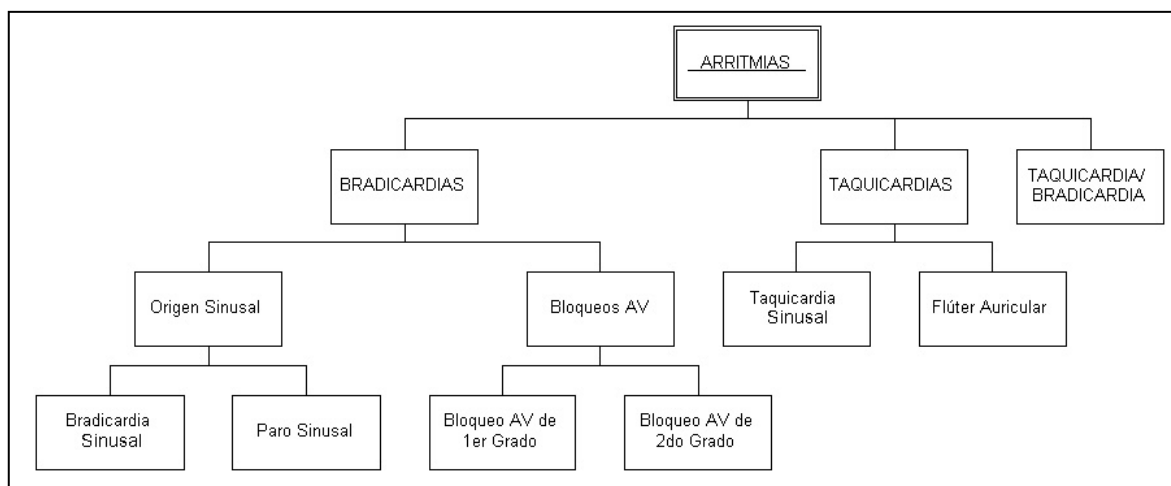 ARRITMIAS
BRADICARDIAS
TAQUICARDIAS
TAQUICARDIA/
BRADICARDIA
Origen Sinusal
Bloqueos AV
Taquicardia
Sinusal
Flúter Auricular
Bradicardia
Sinusal
Paro Sinusal
Bloqueo AV de
1er Grado
Bloqueo AV de
2do Grado